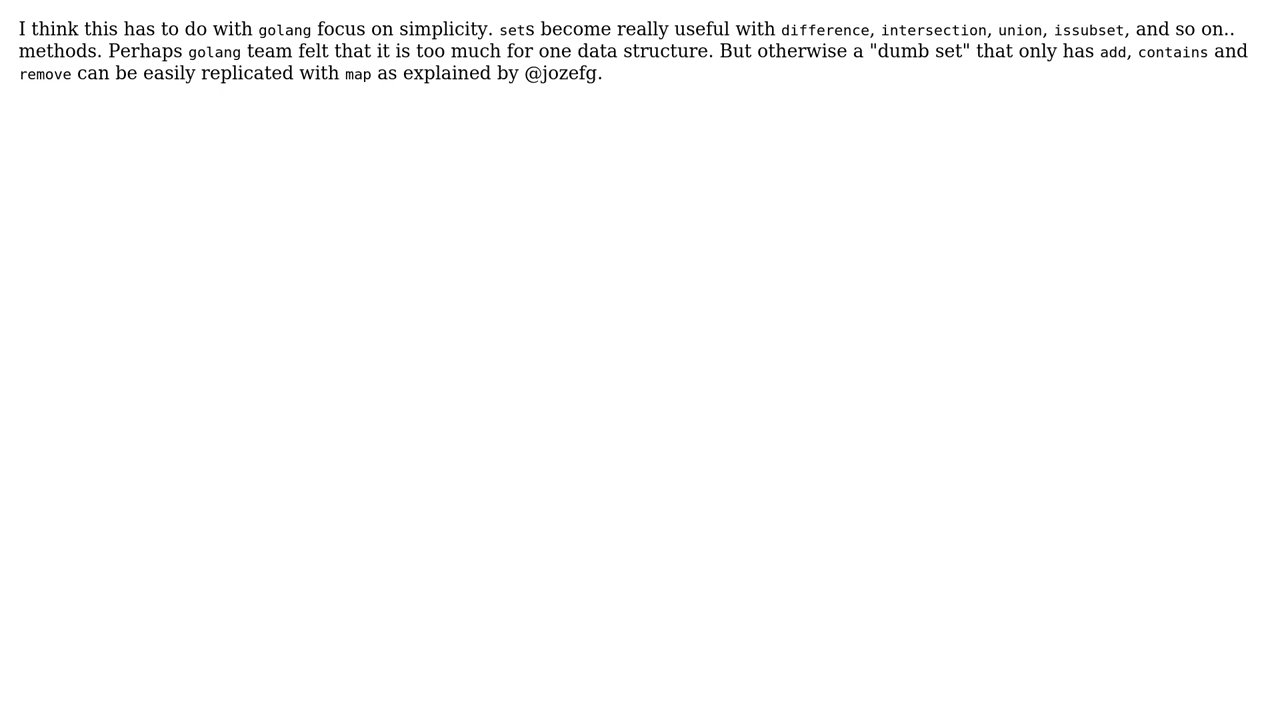 I think this has to do with golang focus on simplicity. sets become really useful with difference, intersection, union, issubset, and so on..
methods. Perhaps golang team felt that it is too much for one data structure. But otherwise a "dumb set" that only has add, contains and
remove can be easily replicated with map as explained by @jozefg.